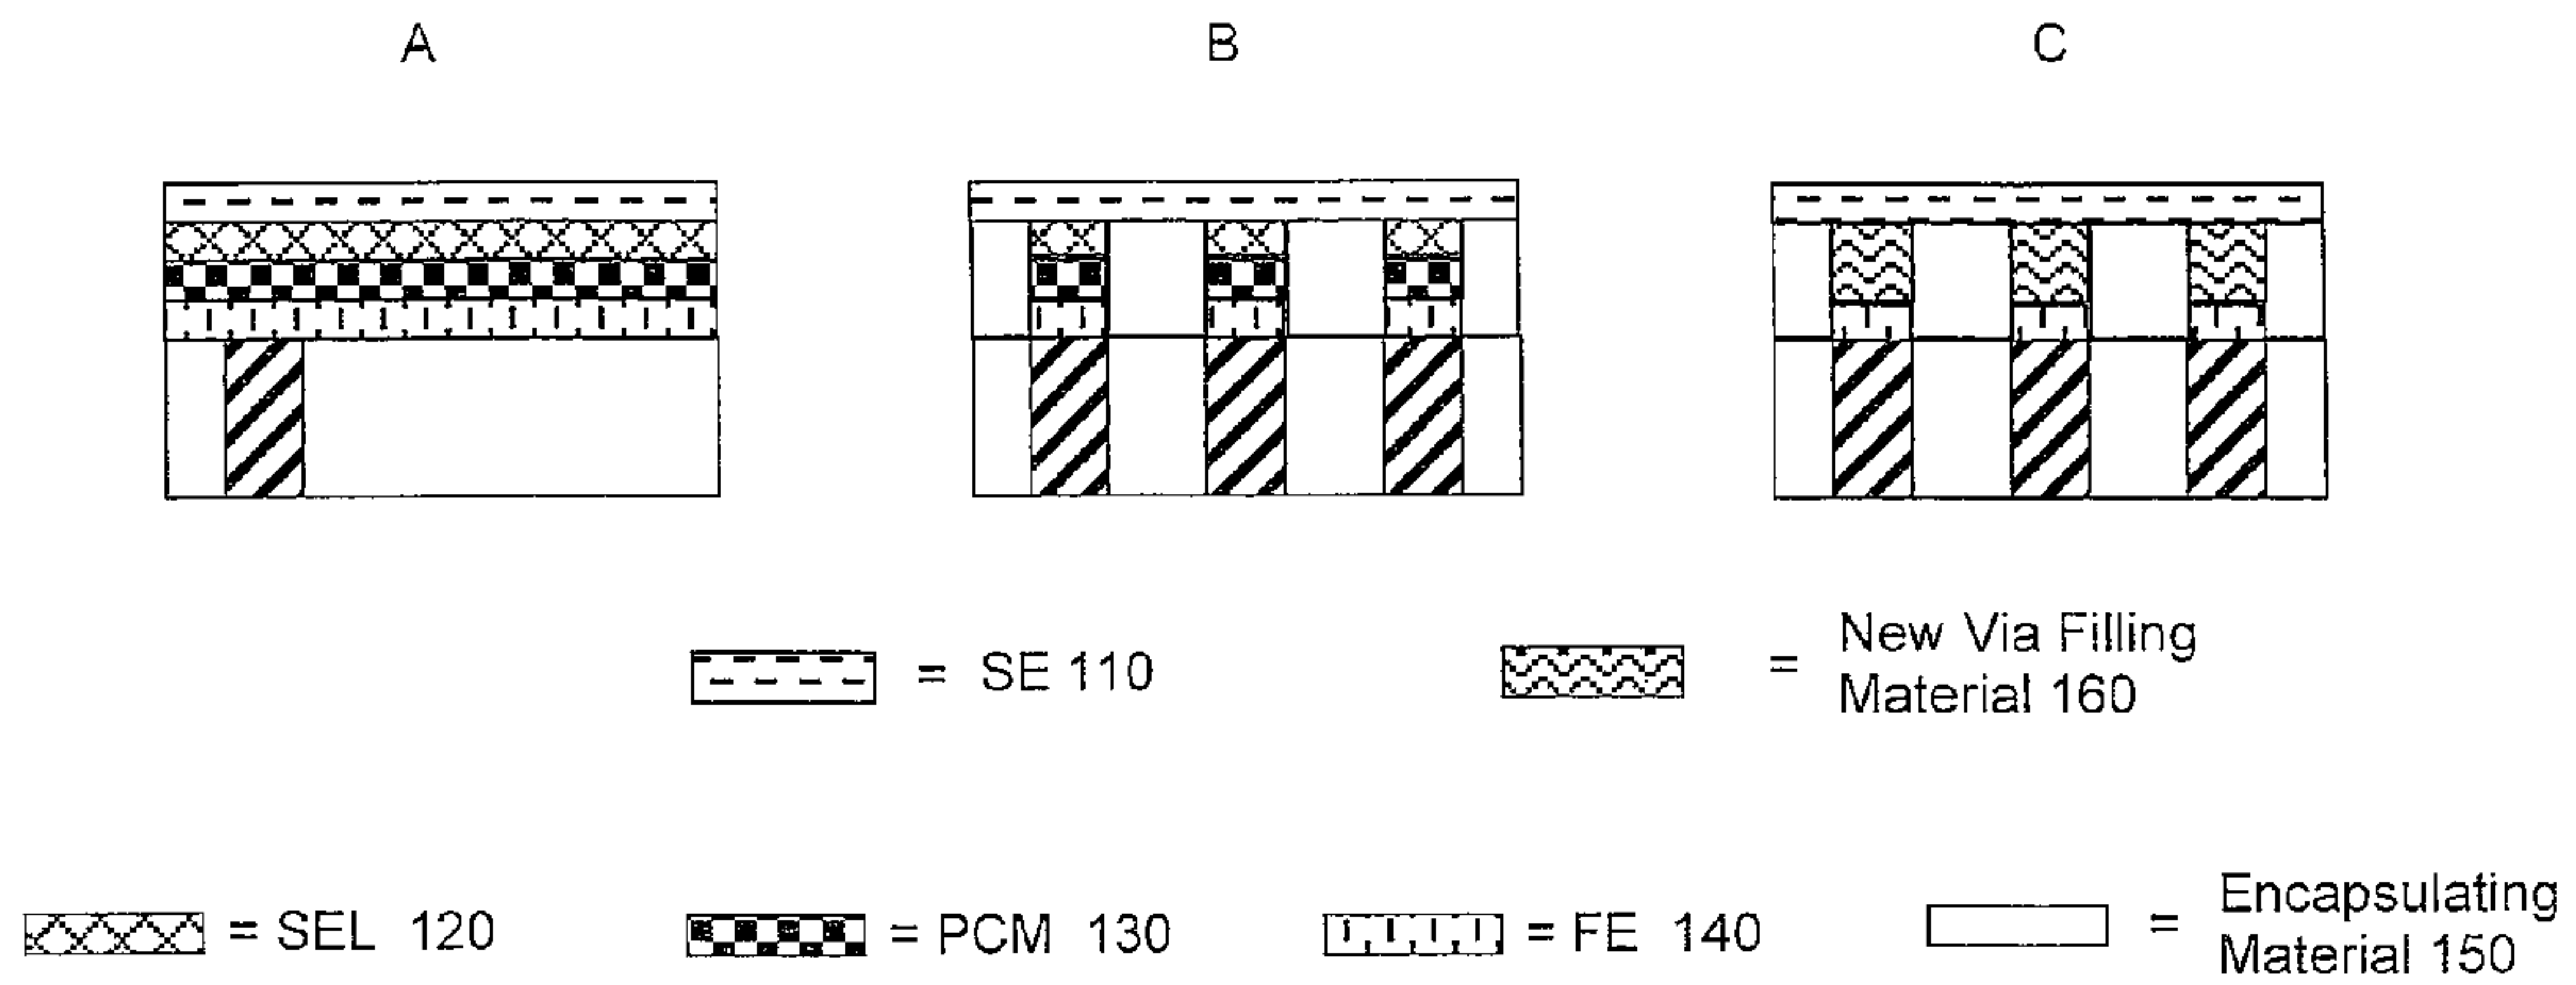 A
B
C
= SE 110
= New Via Filling
Material 160
= SEL 120
= PCM 130
= FE 140
= Encapsulating
Material 150